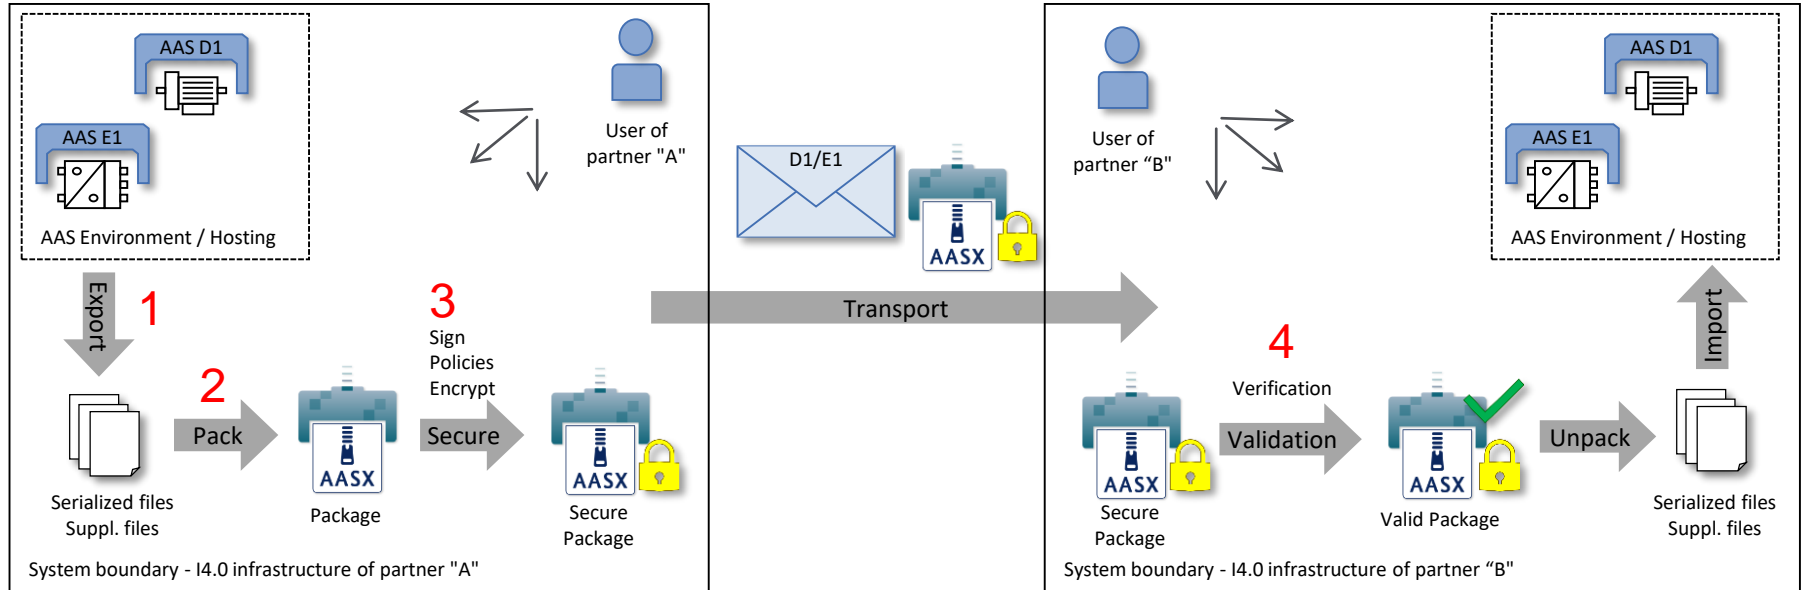 AAS D1
AAS E1
AAS Environment / Hosting
User of
partner "A"
Export
1
2
Pack
Serialized files
Suppl. files
AASX
Package
3
Sign
Policies
Encrypt
Secure
AASX
Secure
Package
System boundary - I4.0 infrastructure of partner "A"
D1/E1
AASX
Transport
User of
partner “B"
AAS D1
AAS E1
AAS Environment / Hosting
AASX
Secure
Package
4
Verification
Validation
AASX
Valid Package
Unpack
Import
Serialized files
Suppl. files
System boundary - I4.0 infrastructure of partner “B"